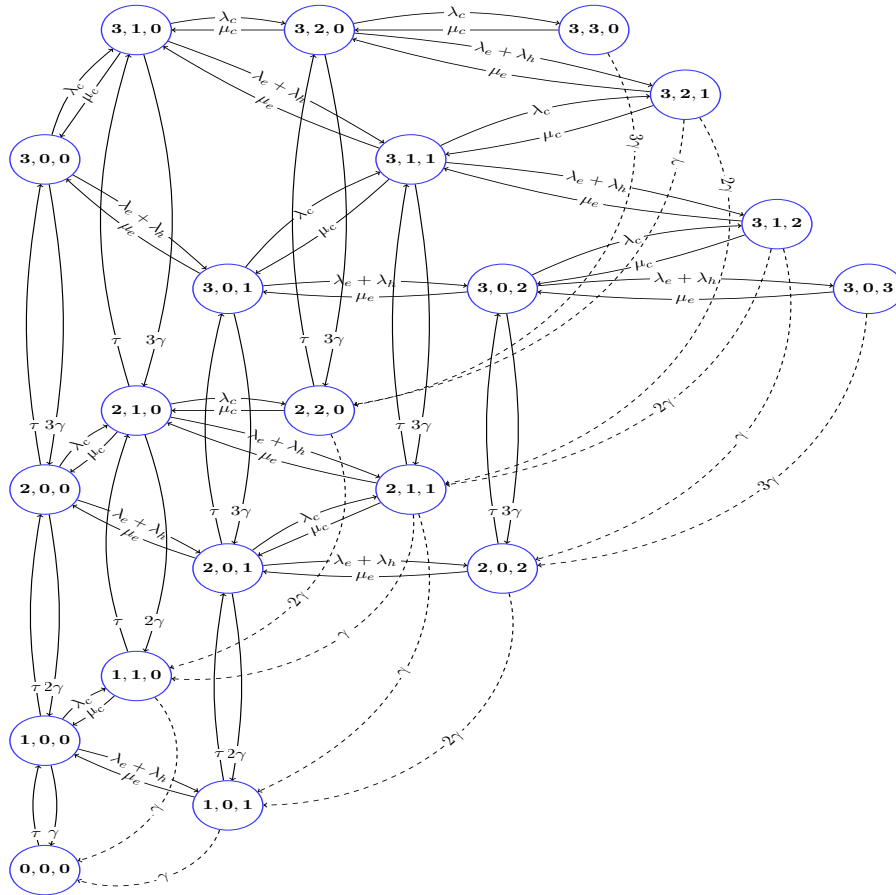 λc
μc
λc
μc
3, 1, 0
3, 2, 0
3, 3, 0
λe + λh
μe
λe + λh
μe
λc
μc
3, 2, 1
λc
μc
3γ
γ
3, 0, 0
3, 1, 1
2γ
λe + λh
μe
λe + λh
μe
λc
μc
3, 1, 2
λc
μc
3, 0, 1
λe + λh
μe
3, 0, 2
λe + λh
μe
3, 0, 3
τ 3γ
τ 3γ
2, 1, 0
λc
μc
2, 2, 0
2γ
τ 3γ
λc
μc
τ 3γ
γ
λe + λh
μe
2, 0, 0
2, 1, 1
3γ
λe + λh
μe
τ 3γ
λc
μc
τ 3γ
2, 0, 1
λe + λh
μe
2, 0, 2
2γ
τ 2γ
γ
1, 1, 0
γ
τ 2γ
λc
μc
1, 0, 0
2γ
τ 2γ
λe + λh
μe
1, 0, 1
γ
τ γ
0, 0, 0
γ